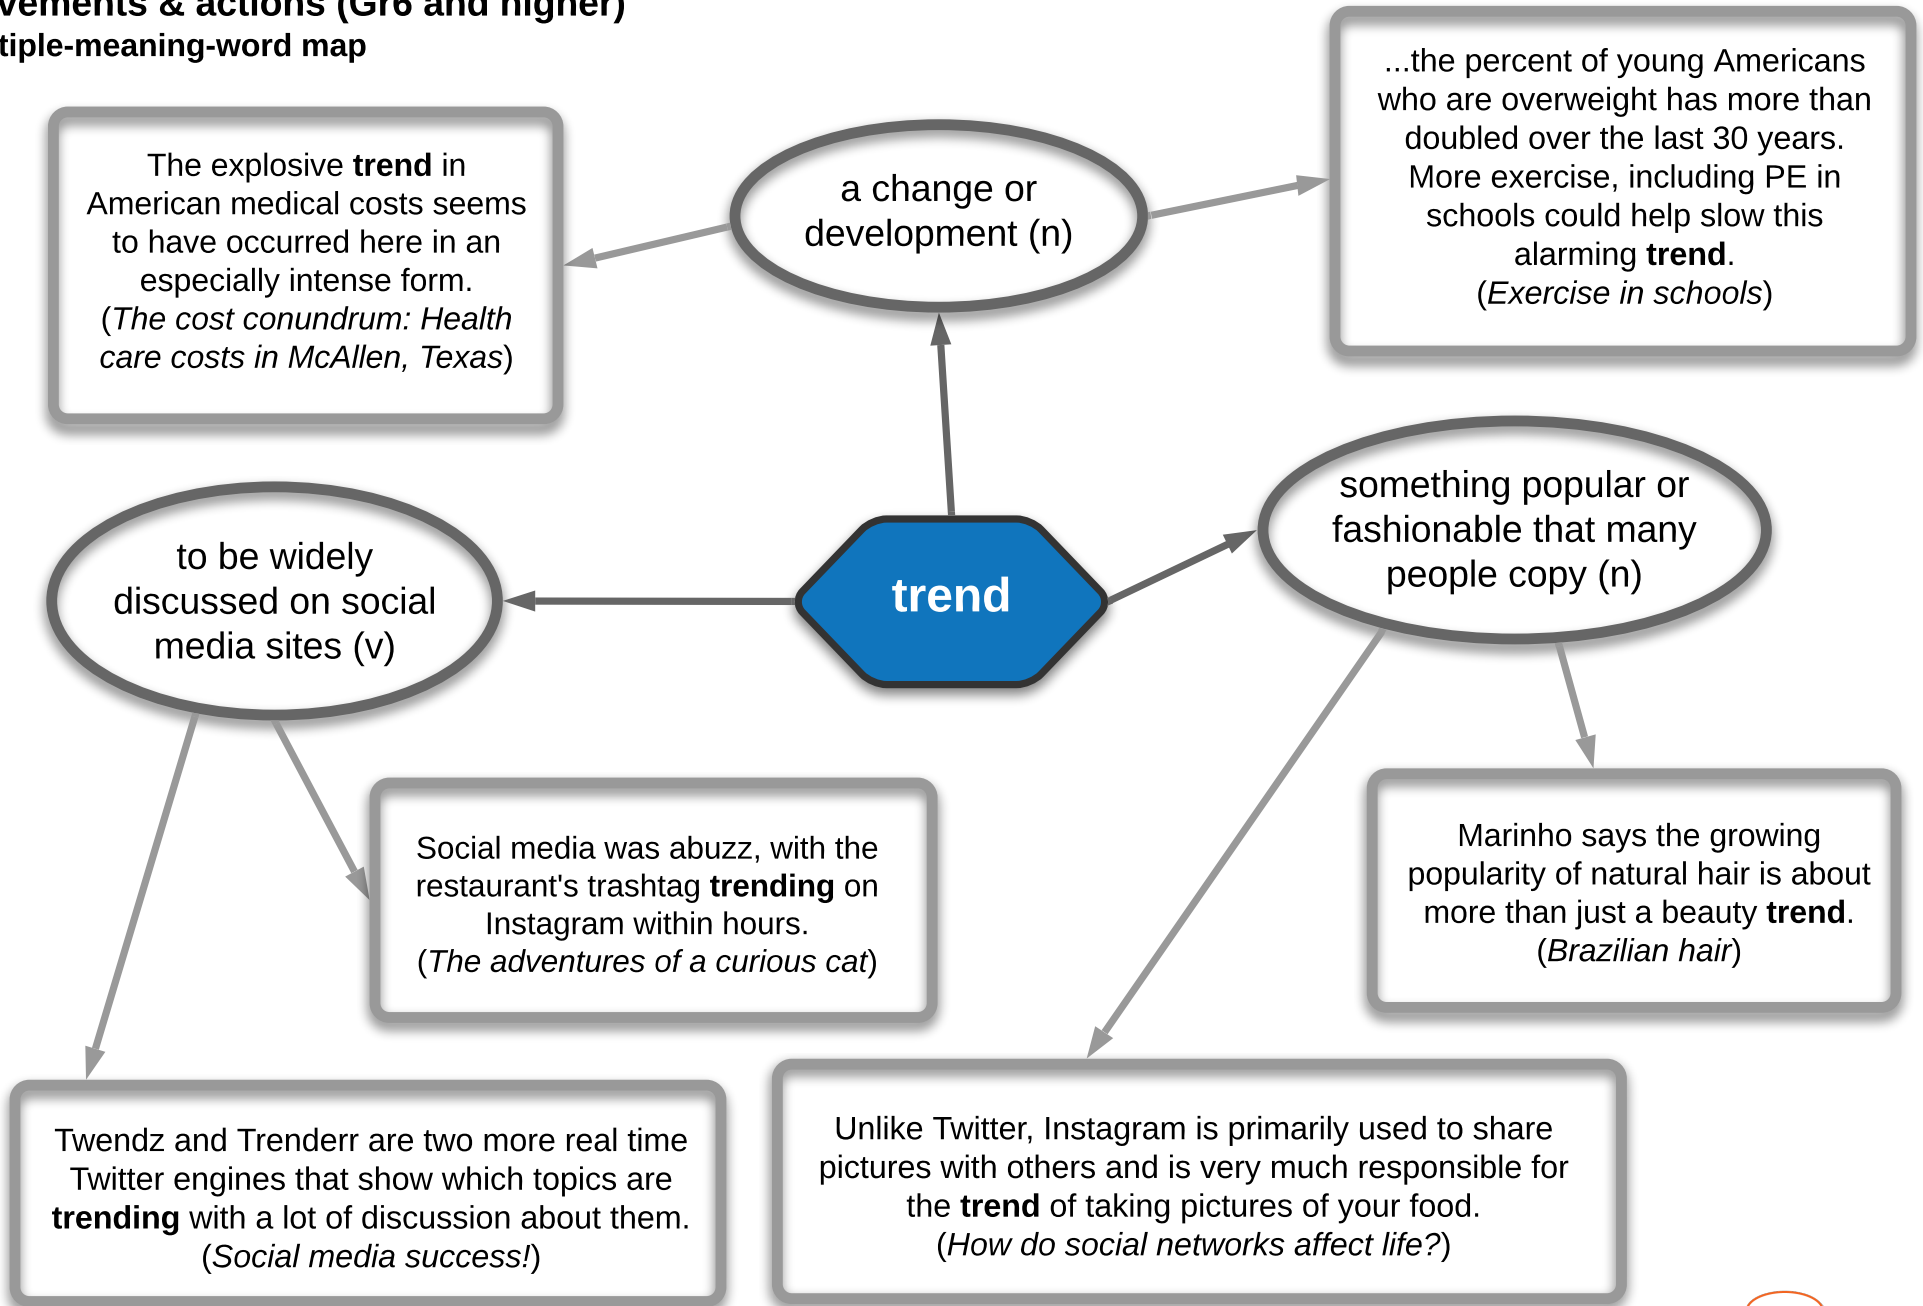 vements & actions (Gr6 and higher)
tiple-meaning-word map
...the percent of young Americans
who are overweight has more than
doubled over the last 30 years.
More exercise, including PE in
schools could help slow this
alarming trend.
(Exercise in schools)
The explosive trend in
American medical costs seems
to have occurred here in an
especially intense form.
(The cost conundrum: Health
care costs in McAllen, Texas)
a change or
development (n)
something popular or
fashionable that many
people copy (n)
to be widely
discussed on social
media sites (v)
trend
Social media was abuzz, with the
restaurant's trashtag trending on
Instagram within hours.
(The adventures of a curious cat)
Marinho says the growing
popularity of natural hair is about
more than just a beauty trend.
(Brazilian hair)
Twendz and Trenderr are two more real time
Twitter engines that show which topics are
trending with a lot of discussion about them.
(Social media success!)
Unlike Twitter, Instagram is primarily used to share
pictures with others and is very much responsible for
the trend of taking pictures of your food.
(How do social networks affect life?)